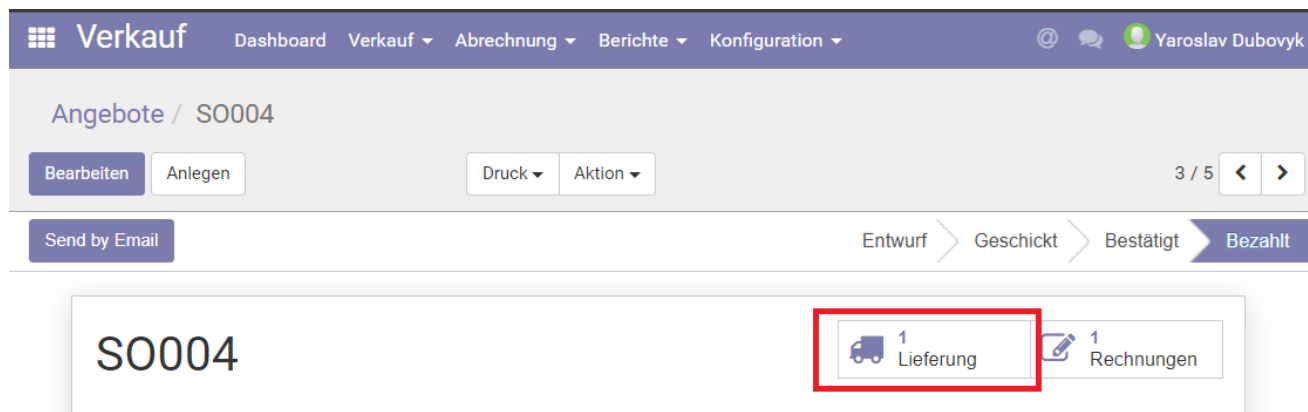 Verkauf Dashboard Verkauf Abrechnung Berichte Konfiguration @ Yaroslav Dubovyk
Angebote / SO004
Bearbeiten Anlegen Druck Aktion 3 / 5
Send by Email Entwurf Geschickt Bestätigt Bezahlt
SO004
1
Lieferung
1
Rechnungen